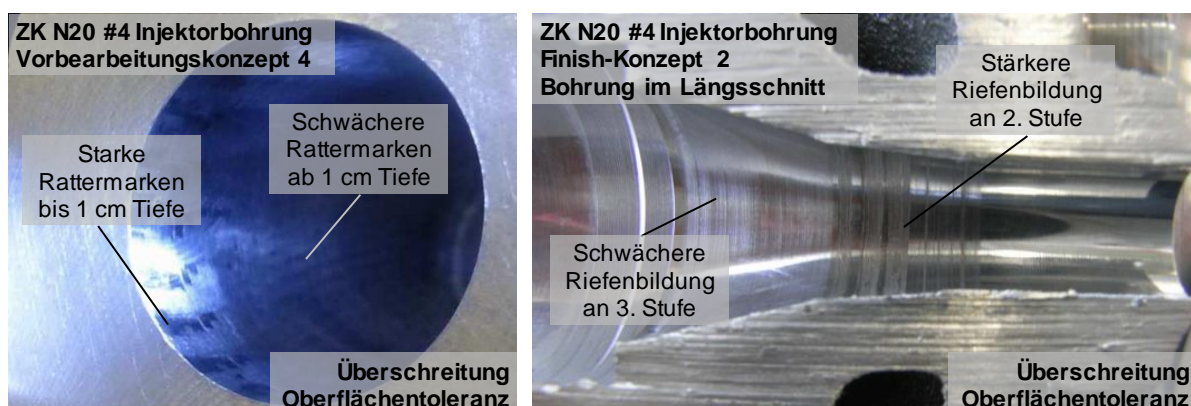 ZK N20 #4 Injektorbohrung
Vorbearbeitungskonzept 4
Starke
Rattermarken
bis 1 cm Tiefe
Schwächere
Rattermarken
ab 1 cm Tiefe
Überschreitung
Oberflächentoleranz
ZK N20 #4 Injektorbohrung
Finish-Konzept 2
Bohrung im Längsschnitt
Stärkere
Riefenbildung
an 2. Stufe
Schwächere
Riefenbildung
an 3. Stufe
Überschreitung
Oberflächentoleranz